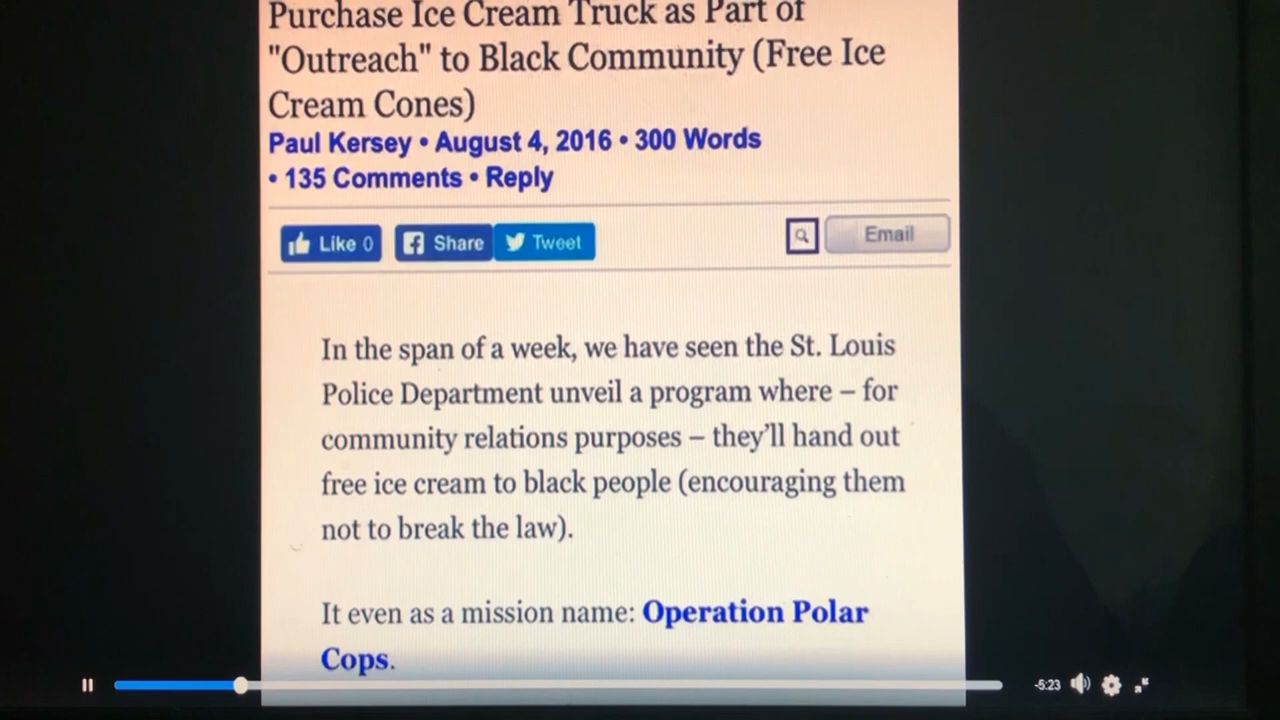 Purchase Ice Cream Truck as Part of
"Outreach" to Black Community (Free Ice
Cream Cones)
Paul Kersey • August 4, 2016 • 300 Words
• 135 Comments • Reply
Like 0 Share Tweet Email
In the span of a week, we have seen the St. Louis
Police Department unveil a program where – for
community relations purposes – they'll hand out
free ice cream to black people (encouraging them
not to break the law).
It even as a mission name: Operation Polar
Cops.
-5:23